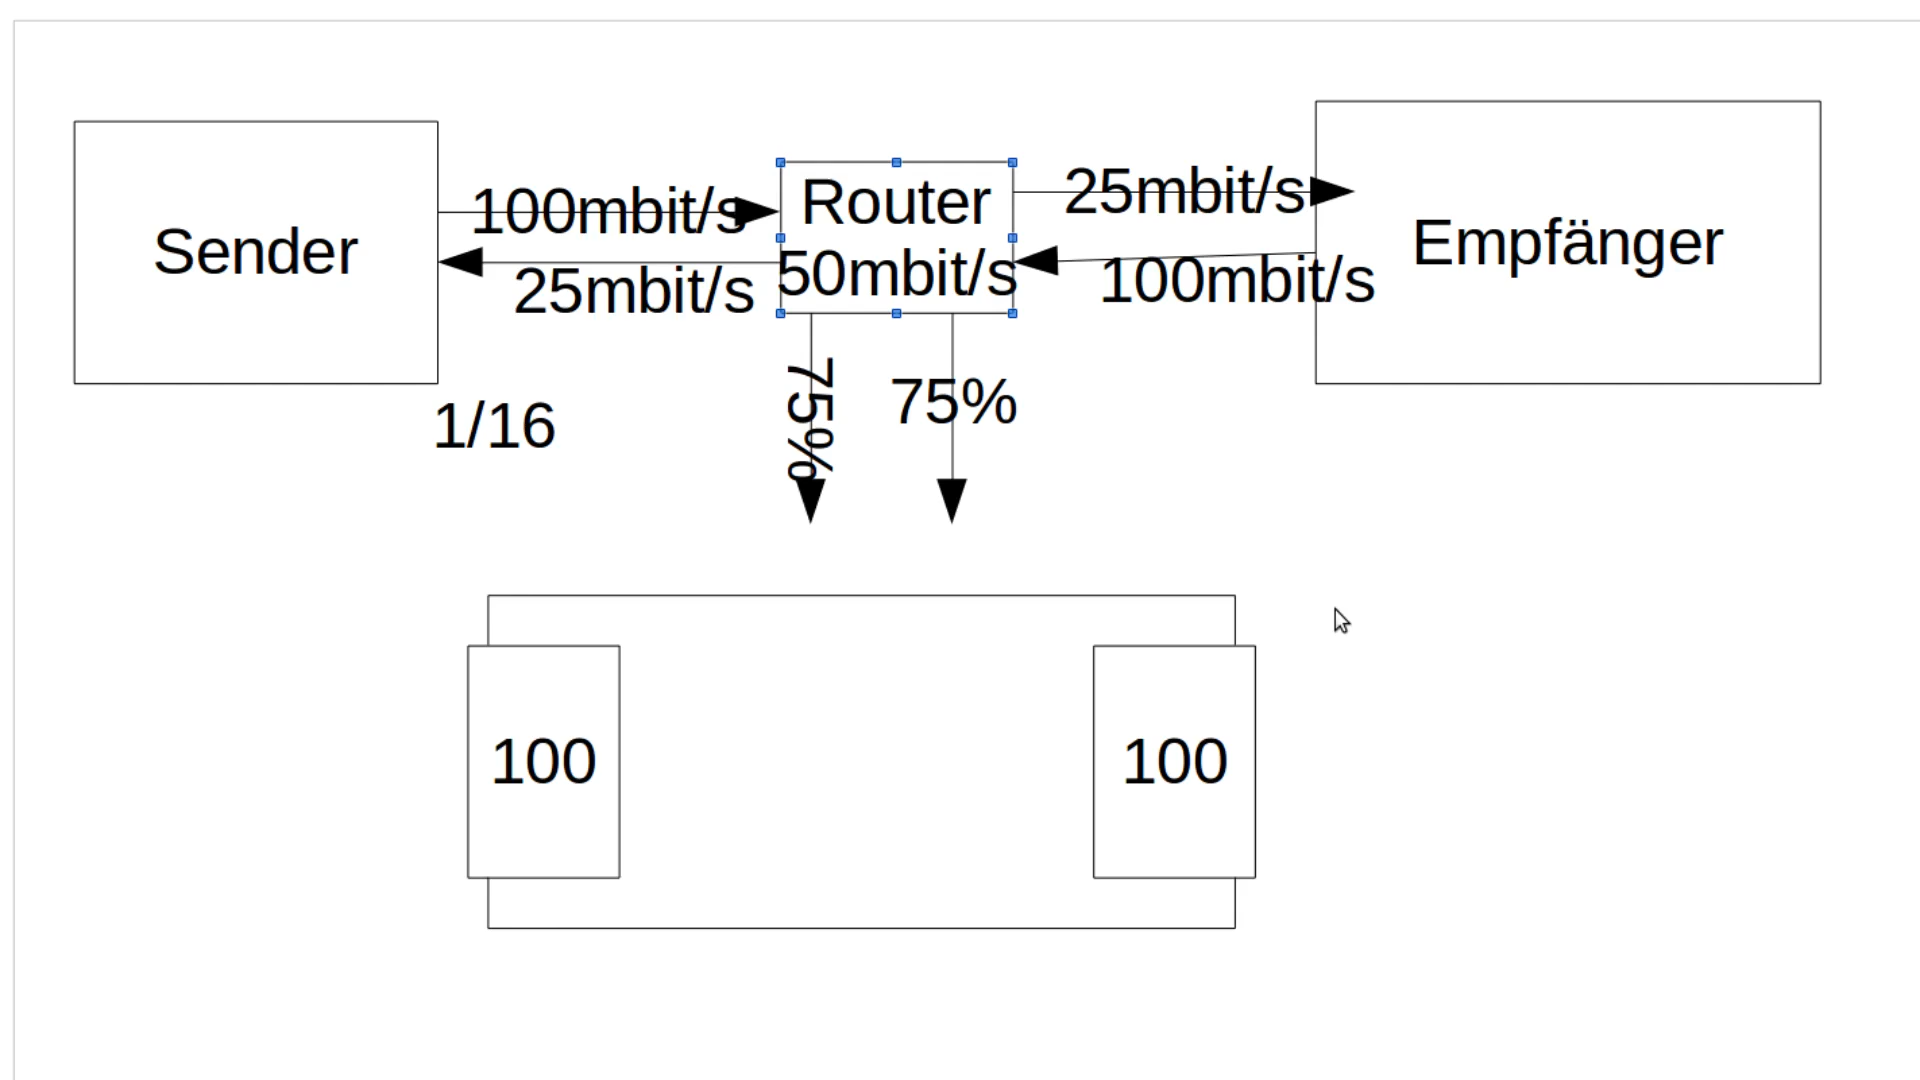 Sender
100mbit/s
25mbit/s
Router
50mbit/s
25mbit/s
100mbit/s
Empfänger
1/16
75%
75%
100
100